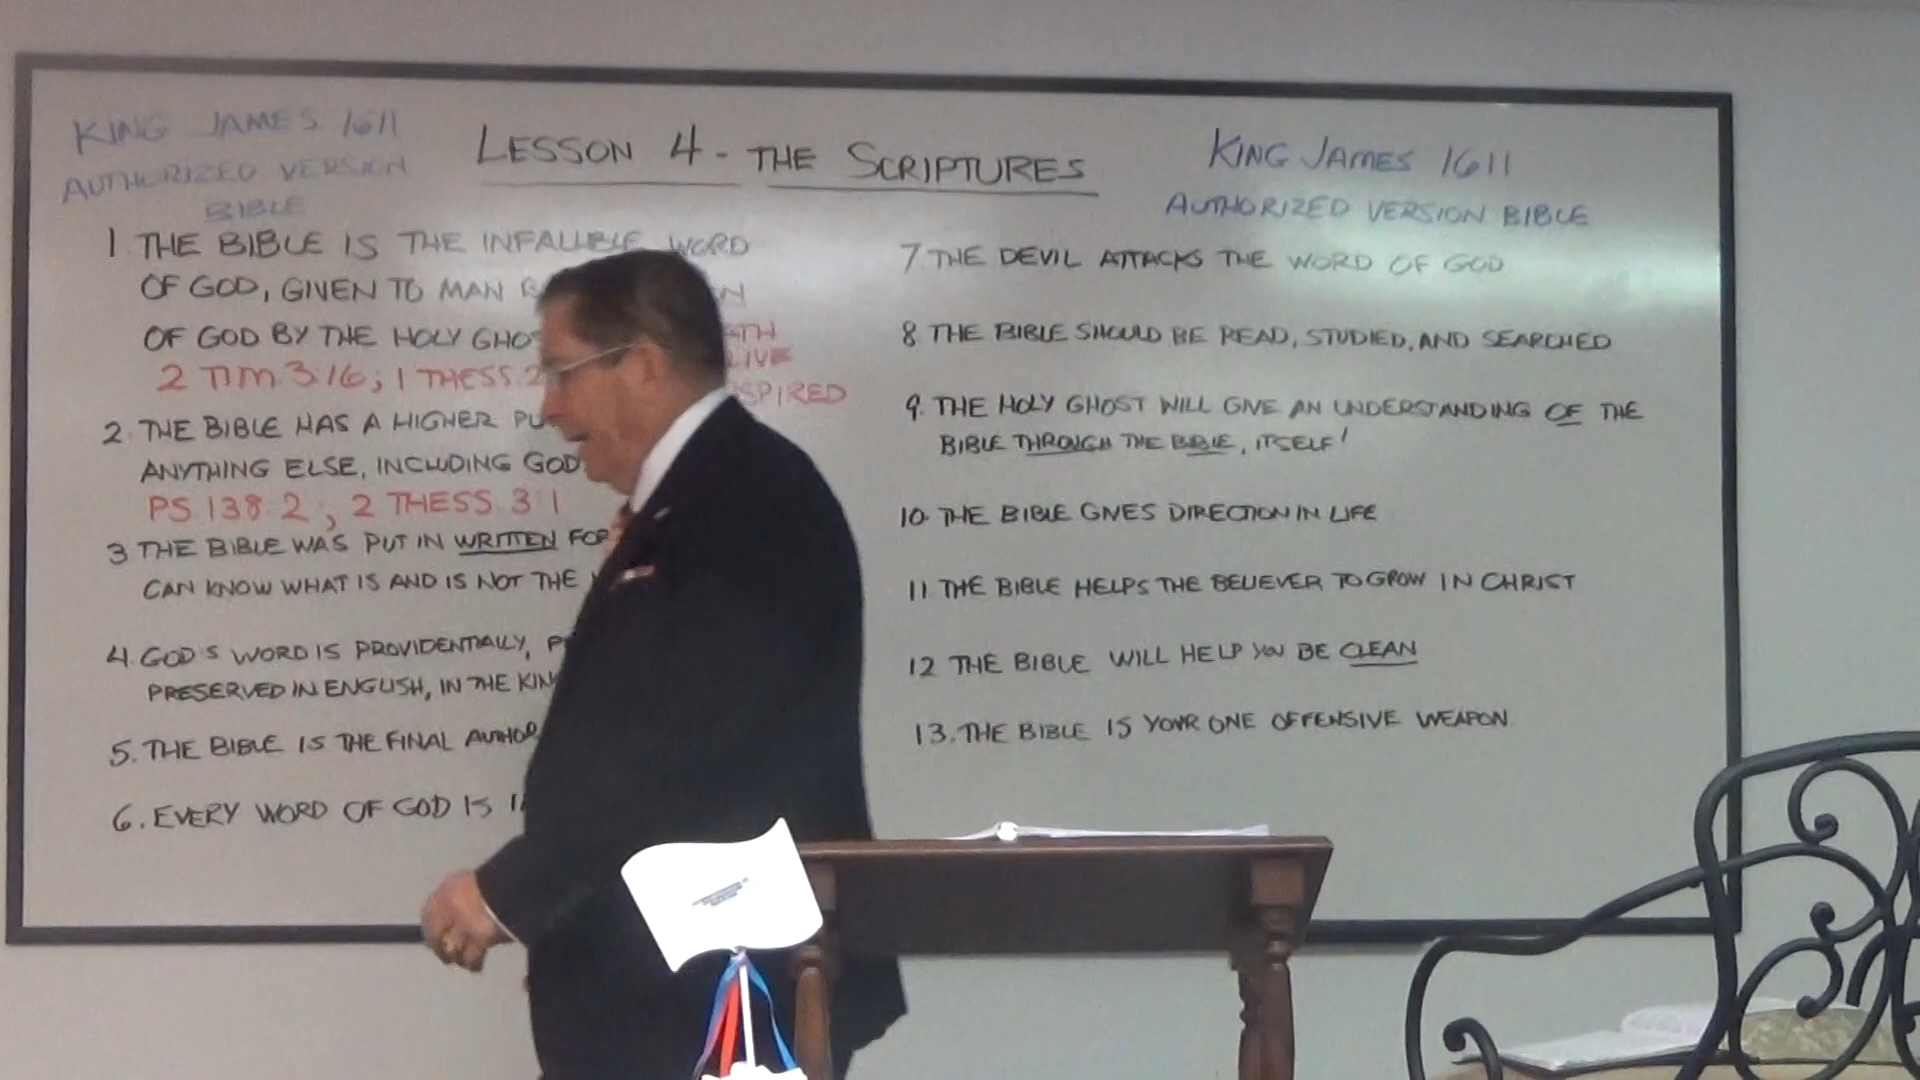 KING JAMES 1611
AUTHORIZED VERSION
BIBLE
LESSON 4 - THE SCRIPTURES
KING JAMES 1611
AUTHORIZED VERSION BIBLE
1. THE BIBLE IS THE INFALLIBLE WORD
OF GOD, GIVEN TO MAN
OF GOD BY THE HOLY
2 TIM 3:16; 1 THESS. 2
2. THE BIBLE HAS A HIGHER
ANYTHING ELSE, INCLUDING GOD
PS 138:2; 2 THESS. 3:1
3 THE BIBLE WAS PUT IN WRITTEN
CAN KNOW WHAT IS AND IS NOT THE
4. GOD'S WORD IS PROVIDENTIALLY,
PRESERVED IN ENGLISH, IN THE
5. THE BIBLE IS THE FINAL
6. EVERY WORD OF GOD IS
7 THE DEVIL ATTACKS THE WORD OF GOD
8 THE BIBLE SHOULD BE READ, STUDIED, AND SEARCHED
9. THE HOLY GHOST WILL GIVE AN UNDERSTANDING OF THE
BIBLE THROUGH THE BIBLE, ITSELF!
10. THE BIBLE GIVES DIRECTION IN LIFE
11 THE BIBLE HELPS THE BELIEVER TO GROW IN CHRIST
12 THE BIBLE WILL HELP YOU BE CLEAN
13. THE BIBLE IS YOUR ONE OFFENSIVE WEAPON